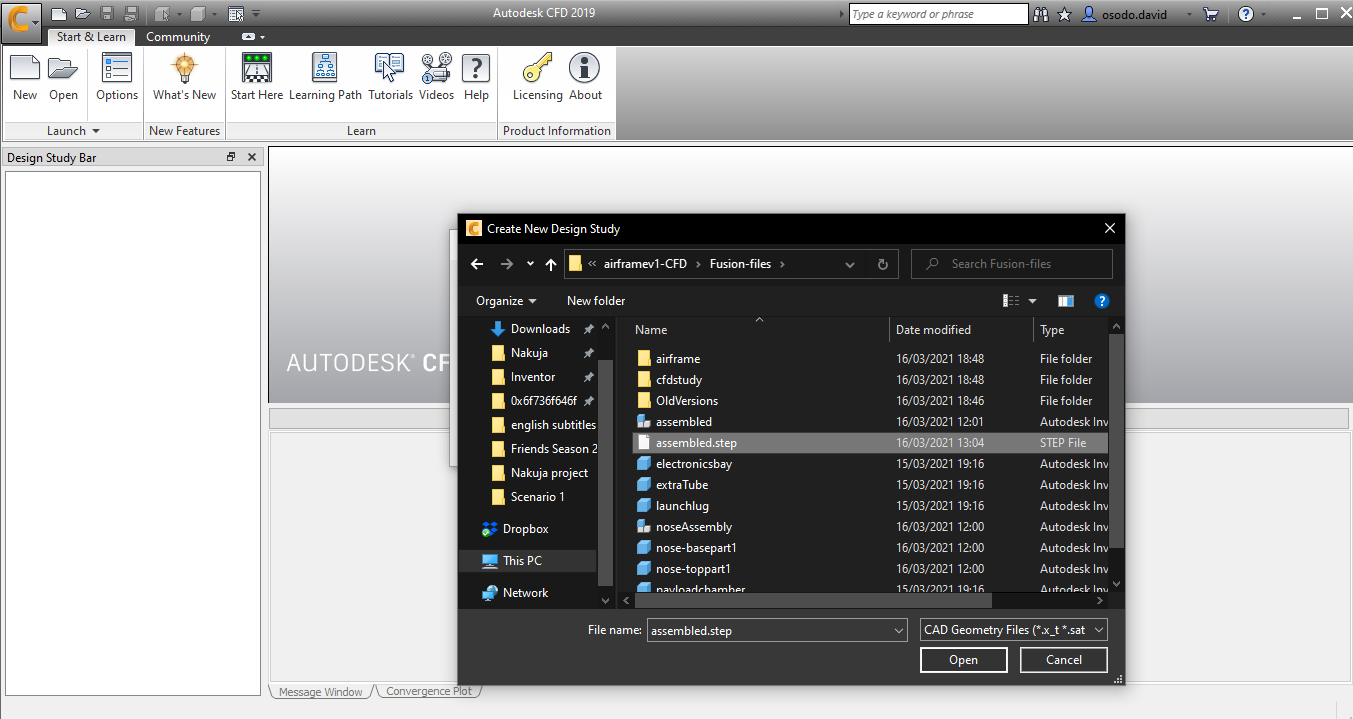 Autodesk CFD 2019
Type a keyword or phrase
osodo.david
Start & Learn
Community
New
Open
Options
What's New
Start Here
Learning Path
Tutorials
Videos
Help
Licensing
About
Launch
New Features
Learn
Product Information
Design Study Bar
AUTODESK® CF
Create New Design Study
« airframev1-CFD › Fusion-files ›
Search Fusion-files
Organize
New folder
Downloads
Nakuja
Inventor
0x6f736f646f
english subtitles
Friends Season 2
Nakuja project
Scenario 1
Dropbox
This PC
Network
Name Date modified Type
airframe 16/03/2021 18:48 File folder
cfdstudy 16/03/2021 18:48 File folder
OldVersions 16/03/2021 18:46 File folder
assembled 16/03/2021 12:01 Autodesk Inv
assembled.step 16/03/2021 13:04 STEP File
electronicsbay 15/03/2021 19:16 Autodesk Inv
extraTube 15/03/2021 19:16 Autodesk Inv
launchlug 15/03/2021 19:16 Autodesk Inv
noseAssembly 16/03/2021 12:00 Autodesk Inv
nose-basepart1 16/03/2021 12:00 Autodesk Inv
nose-toppart1 16/03/2021 12:00 Autodesk Inv
payloadchamber 15/03/2021 19:16 Autodesk Inv
File name: assembled.step
CAD Geometry Files (*.x_t *.sat
Open
Cancel
Message Window
Convergence Plot